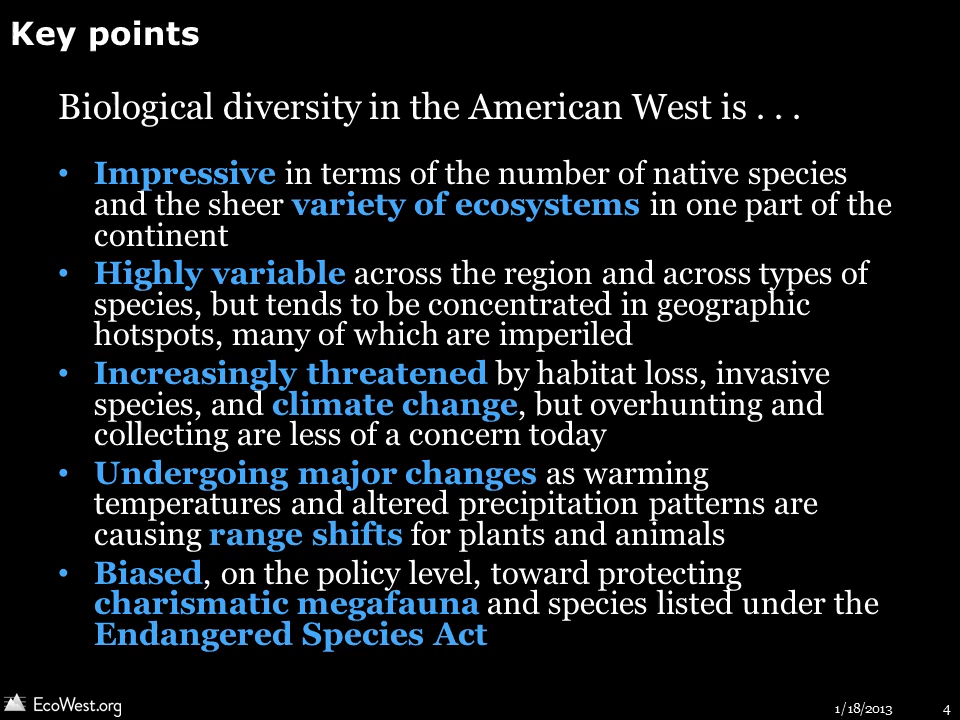 Key points
Biological diversity in the American West is . . .
• Impressive in terms of the number of native species
and the sheer variety of ecosystems in one part of the
continent
• Highly variable across the region and across types of
species, but tends to be concentrated in geographic
hotspots, many of which are imperiled
• Increasingly threatened by habitat loss, invasive
species, and climate change, but overhunting and
collecting are less of a concern today
• Undergoing major changes as warming
temperatures and altered precipitation patterns are
causing range shifts for plants and animals
• Biased, on the policy level, toward protecting
charismatic megafauna and species listed under the
Endangered Species Act
EcoWest.org
1/18/2013 4